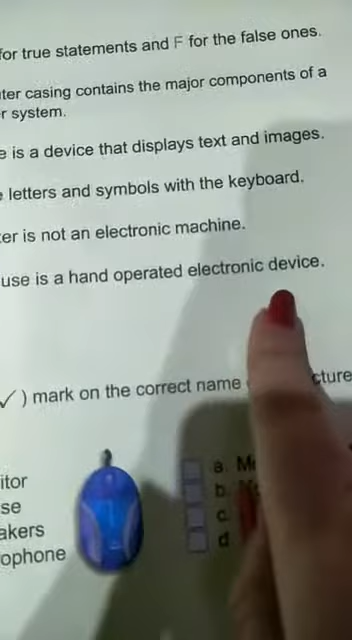 for true statements and F for the false ones.
ter casing contains the major components of a
r system.
e is a device that displays text and images.
letters and symbols with the keyboard.
er is not an electronic machine.
use is a hand operated electronic device.
✓ ) mark on the correct name cture
itor
se
akers
ophone
a. M
b.
c.
d